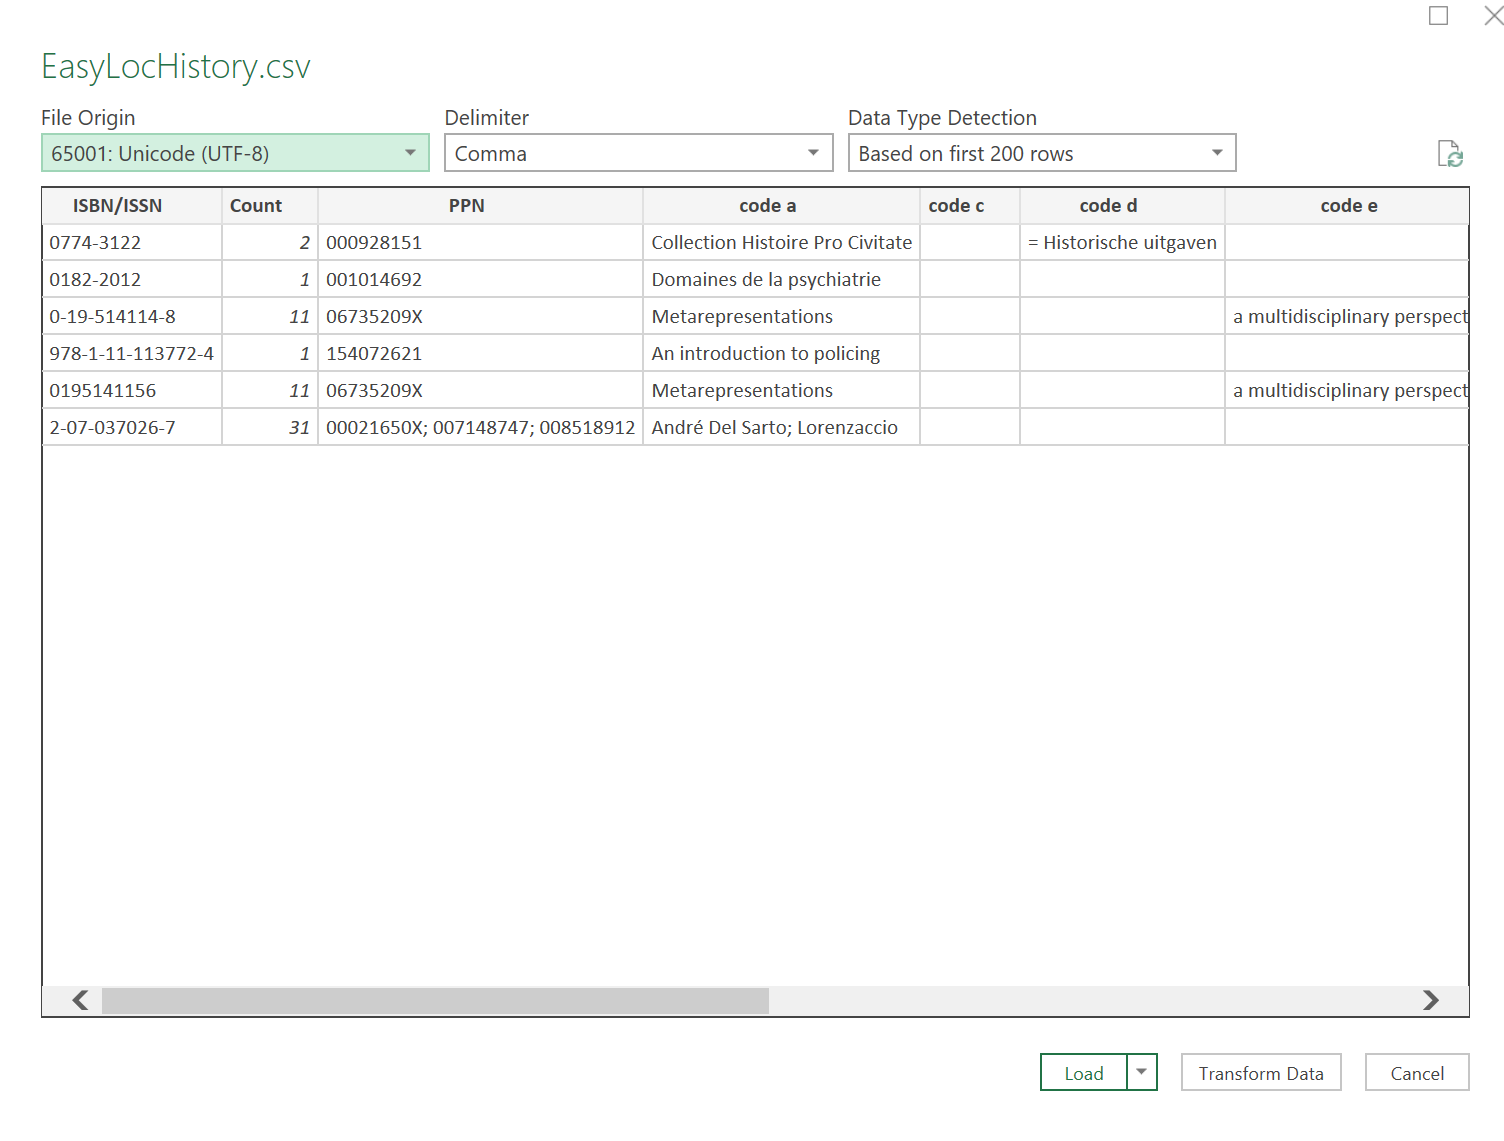 EasyLocHistory.csv
File Origin Delimiter Data Type Detection
65001: Unicode (UTF-8) Comma Based on first 200 rows
ISBN/ISSN Count PPN code a code c code d code e
0774-3122 2 000928151 Collection Histoire Pro Civitate = Historische uitgaven
0182-2012 1 001014692 Domaines de la psychiatrie
0-19-514114-8 11 06735209X Metarepresentations a multidisciplinary perspect
978-1-11-113772-4 1 154072621 An introduction to policing
0195141156 11 06735209X Metarepresentations a multidisciplinary perspect
2-07-037026-7 31 00021650X; 007148747; 008518912 André Del Sarto; Lorenzaccio
Load Transform Data Cancel